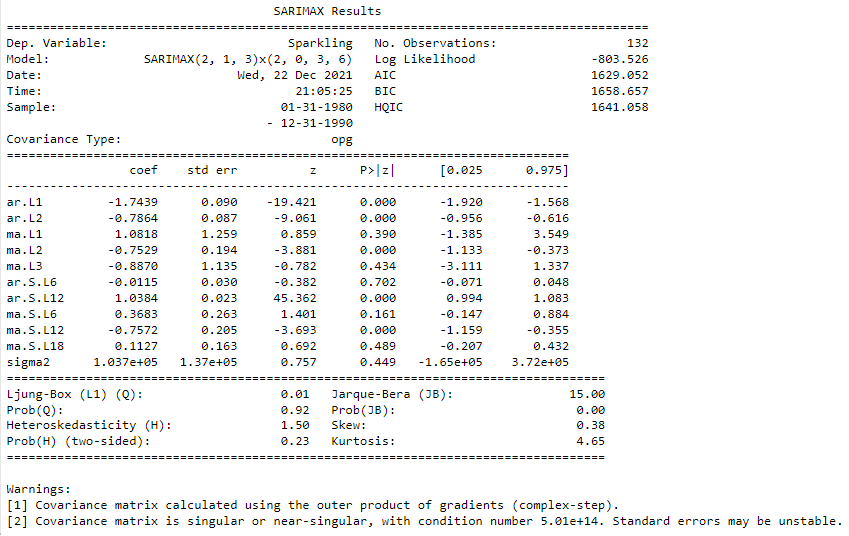 SARIMAX Results
==========================================================================================
Dep. Variable: Sparkling No. Observations: 132
Model: SARIMAX(2, 1, 3)x(2, 0, 3, 6) Log Likelihood -803.526
Date: Wed, 22 Dec 2021 AIC 1629.052
Time: 21:05:25 BIC 1658.657
Sample: 01-31-1980 HQIC 1641.058
- 12-31-1990
Covariance Type: opg
==============================================================================
coef std err z P>|z| [0.025 0.975]
------------------------------------------------------------------------------
ar.L1 -1.7439 0.090 -19.421 0.000 -1.920 -1.568
ar.L2 -0.7864 0.087 -9.061 0.000 -0.956 -0.616
ma.L1 1.0818 1.259 0.859 0.390 -1.385 3.549
ma.L2 -0.7529 0.194 -3.881 0.000 -1.133 -0.373
ma.L3 -0.8870 1.135 -0.782 0.434 -3.111 1.337
ar.S.L6 -0.0115 0.030 -0.382 0.702 -0.071 0.048
ar.S.L12 1.0384 0.023 45.362 0.000 0.994 1.083
ma.S.L6 0.3683 0.263 1.401 0.161 -0.147 0.884
ma.S.L12 -0.7572 0.205 -3.693 0.000 -1.159 -0.355
ma.S.L18 0.1127 0.163 0.692 0.489 -0.207 0.432
sigma2 1.037e+05 1.37e+05 0.757 0.449 -1.65e+05 3.72e+05
===================================================================================
Ljung-Box (L1) (Q): 0.01 Jarque-Bera (JB): 15.00
Prob(Q): 0.92 Prob(JB): 0.00
Heteroskedasticity (H): 1.50 Skew: 0.38
Prob(H) (two-sided): 0.23 Kurtosis: 4.65
===================================================================================
Warnings:
[1] Covariance matrix calculated using the outer product of gradients (complex-step).
[2] Covariance matrix is singular or near-singular, with condition number 5.01e+14. Standard errors may be unstable.